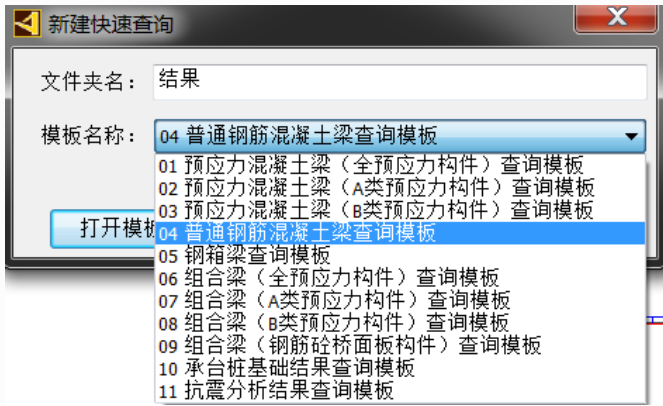 新建快速查询
文件夹名： 结果
模板名称： 04 普通钢筋混凝土梁查询模板
01 预应力混凝土梁（全预应力构件）查询模板
02 预应力混凝土梁（A类预应力构件）查询模板
03 预应力混凝土梁（B类预应力构件）查询模板
打开模板
04 普通钢筋混凝土梁查询模板
05 钢箱梁查询模板
06 组合梁（全预应力构件）查询模板
07 组合梁（A类预应力构件）查询模板
08 组合梁（B类预应力构件）查询模板
09 组合梁（钢筋砼桥面板构件）查询模板
10 承台桩基础结果查询模板
11 抗震分析结果查询模板